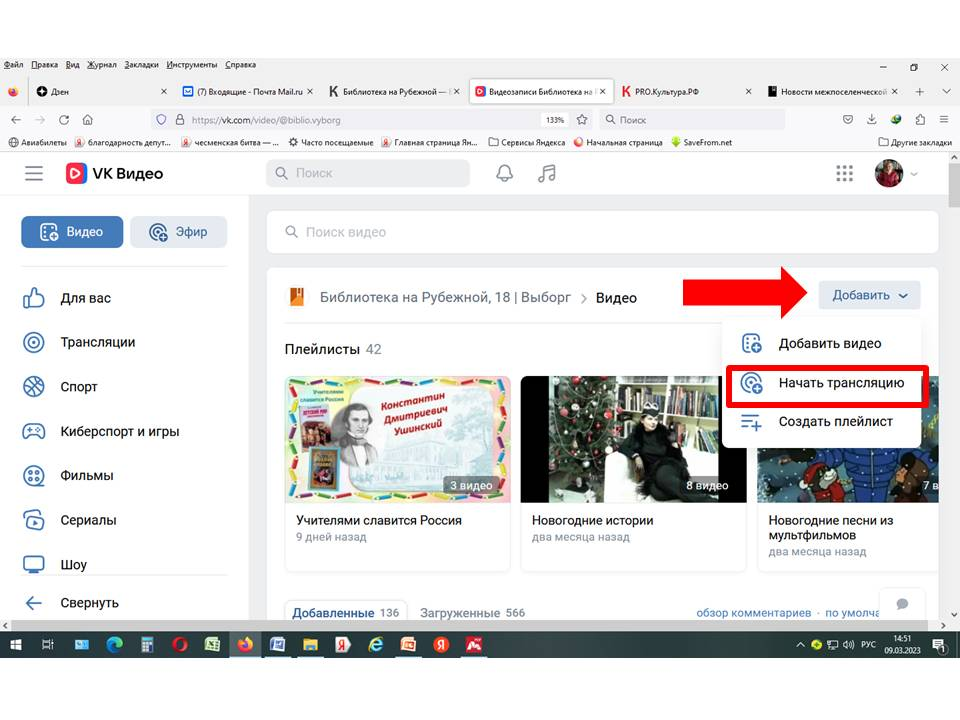 Файл Правка Вид Журнал Закладки Инструменты Справка
Дзен
(7) Входящие - Почта Mail.ru
Библиотека на Рубежной —
Видеозаписи Библиотека на
PRO.Культура.РФ
Новости межпоселенческой
https://vk.com/video/@biblio.vyborg
133%
Поиск
Авиабилеты
благодарность депут...
чесменская битва — ...
Часто посещаемые
Главная страница Ян...
Сервисы Яндекса
Начальная страница
SaveFrom.net
Другие закладки
VK Видео
Поиск
Видео
Эфир
Для вас
Трансляции
Спорт
Киберспорт и игры
Фильмы
Сериалы
Шоу
Свернуть
Поиск видео
Библиотека на Рубежной, 18 | Выборг > Видео
Добавить
Добавить видео
Начать трансляцию
Создать плейлист
Плейлисты 42
Учителями
славится Россия
Константин
Дмитриевич
Ушинский
ДЕТСКИЙ МИР
3 видео
8 видео
7 в
Учителями славится Россия
9 дней назад
Новогодние истории
два месяца назад
Новогодние песни из
мультфильмов
два месяца назад
Добавленные 136
Загруженные 566
обзор комментариев · по умолча
РУС
14:51
09.03.2023
1